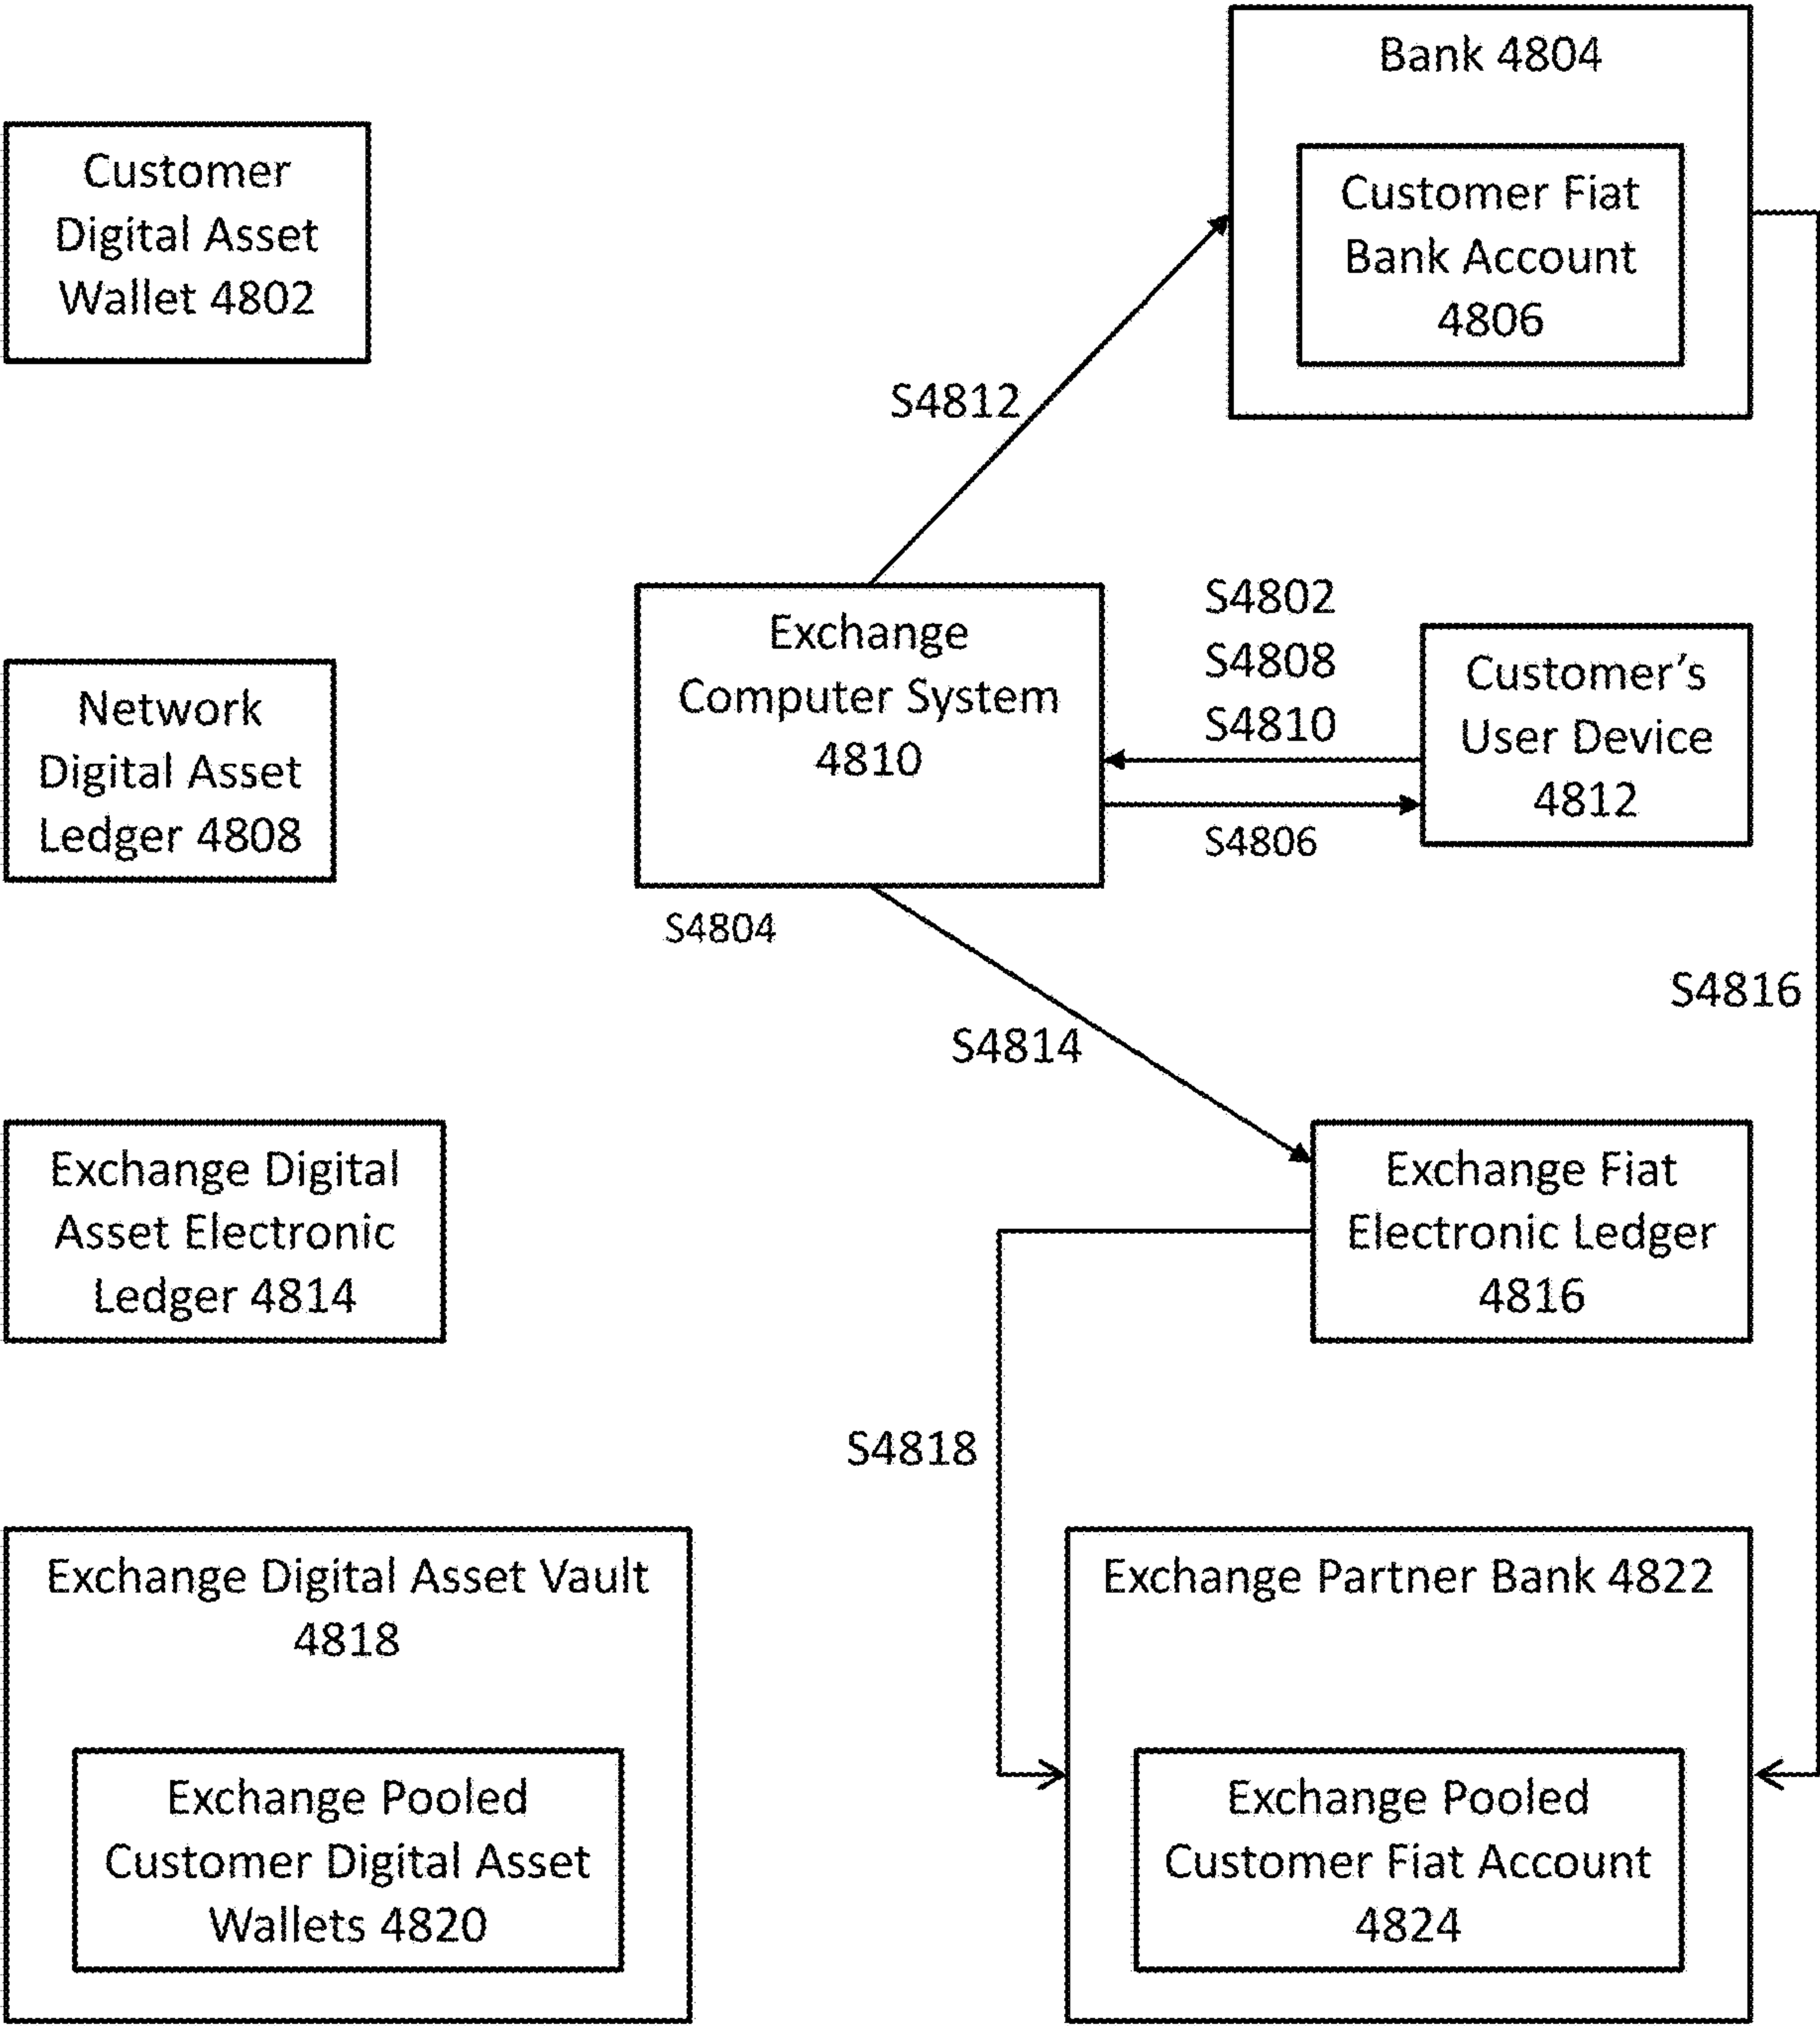 Bank 4804
Customer
Digital Asset
Wallet 4802
Customer Fiat
Bank Account
4806
S4812
Exchange
Computer System
4810
S4802
S4808
S4810
S4806
Customer's
User Device
4812
Network
Digital Asset
Ledger 4808
S4804
S4816
S4814
Exchange Digital
Asset Electronic
Ledger 4814
Exchange Fiat
Electronic Ledger
4816
S4818
Exchange Digital Asset Vault
4818
Exchange Pooled
Customer Digital Asset
Wallets 4820
Exchange Partner Bank 4822
Exchange Pooled
Customer Fiat Account
4824